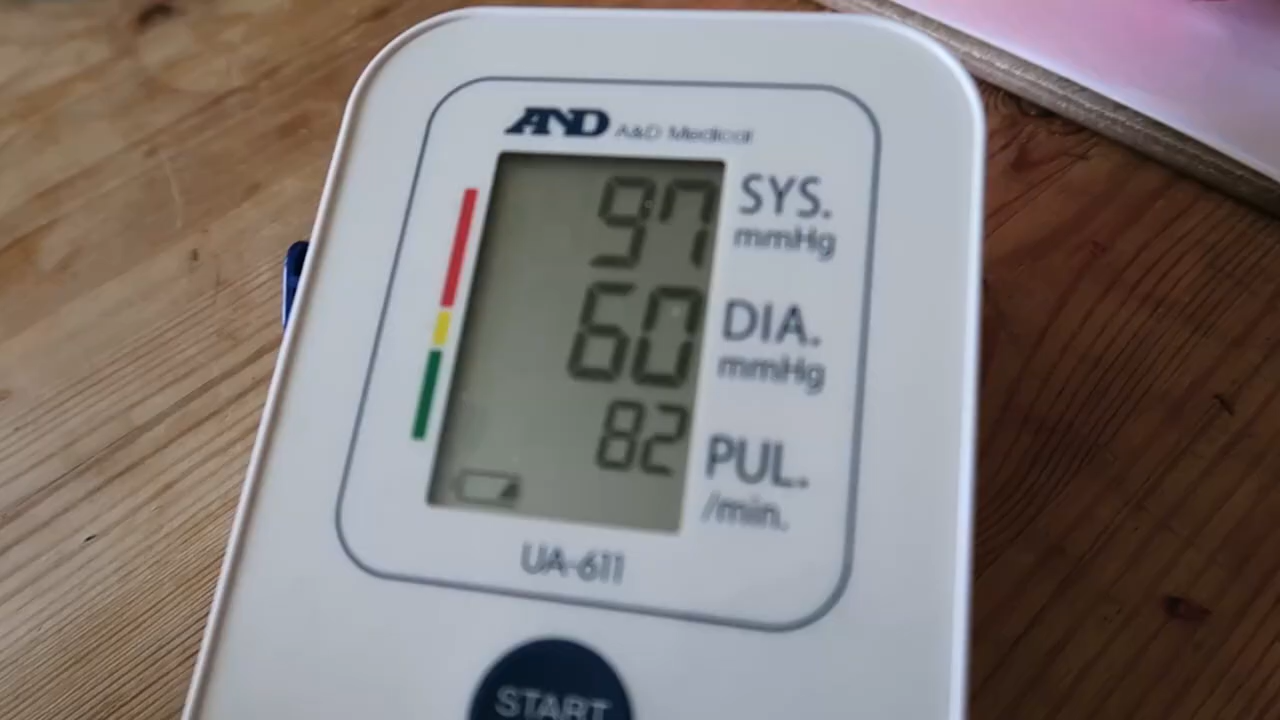 AND A&D Medical
97 SYS.
mmHg
60 DIA.
mmHg
82 PUL.
/min.
UA-611
START